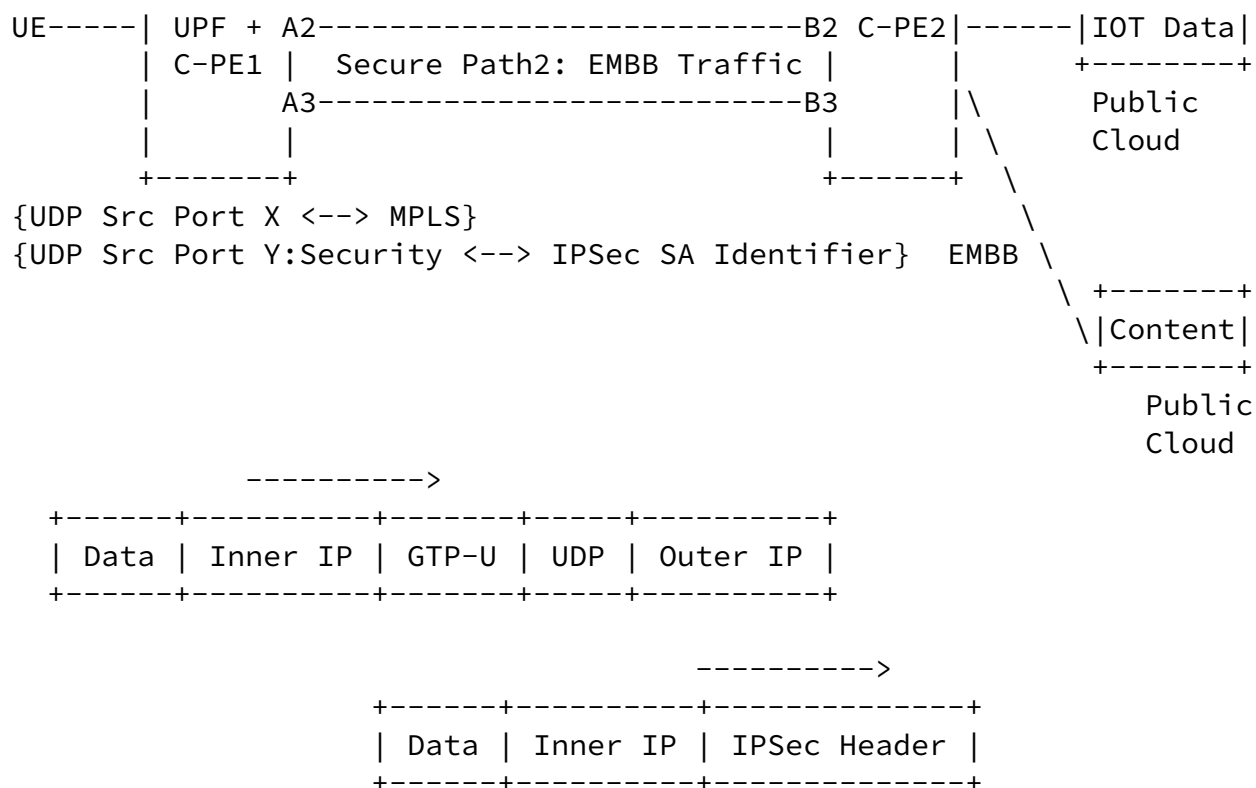 UE-----| UPF + A2----------------------------B2 C-PE2|------|IOT Data|
| C-PE1 | Secure Path2: EMBB Traffic | | +--------+
| A3----------------------------B3 |\ Public
| | | | \ Cloud
+-------+ +------+ \
{UDP Src Port X <--> MPLS} \
{UDP Src Port Y:Security <--> IPSec SA Identifier} EMBB \
\ +-------+
\|Content|
+-------+
Public
Cloud
---------->
+------+----------+-------+-----+----------+
| Data | Inner IP | GTP-U | UDP | Outer IP |
+------+----------+-------+-----+----------+
---------->
+------+----------+--------------+
| Data | Inner IP | IPSec Header |
+------+----------+--------------+